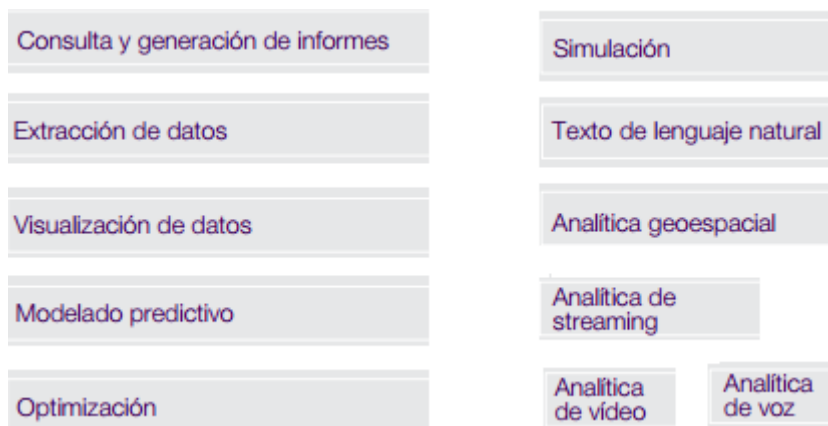 Consulta y generación de informes
Extracción de datos
Visualización de datos
Modelado predictivo
Optimización
Simulación
Texto de lenguaje natural
Analítica geoespacial
Analítica de
streaming
Analítica
de vídeo
Analítica
de voz